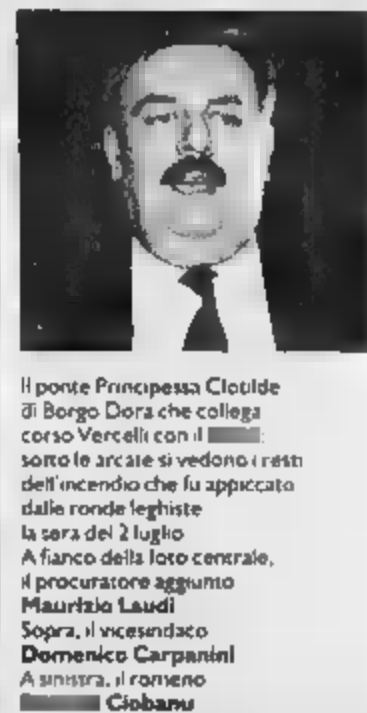 Il ponte Principessa Clotilde
di Borgo Dora che collega
corso Vercelli con il
sotto le arcate si vedono i resti
dell'incendio che fu appiccato
dalle ronde leghiste
la sera del 2 luglio
A fianco della foto centrale,
il procuratore aggiunto
Maurizio Laudi
Sopra, il vicesindaco
Domenico Carpanini
A sinistra, il romeno
Ciobanu